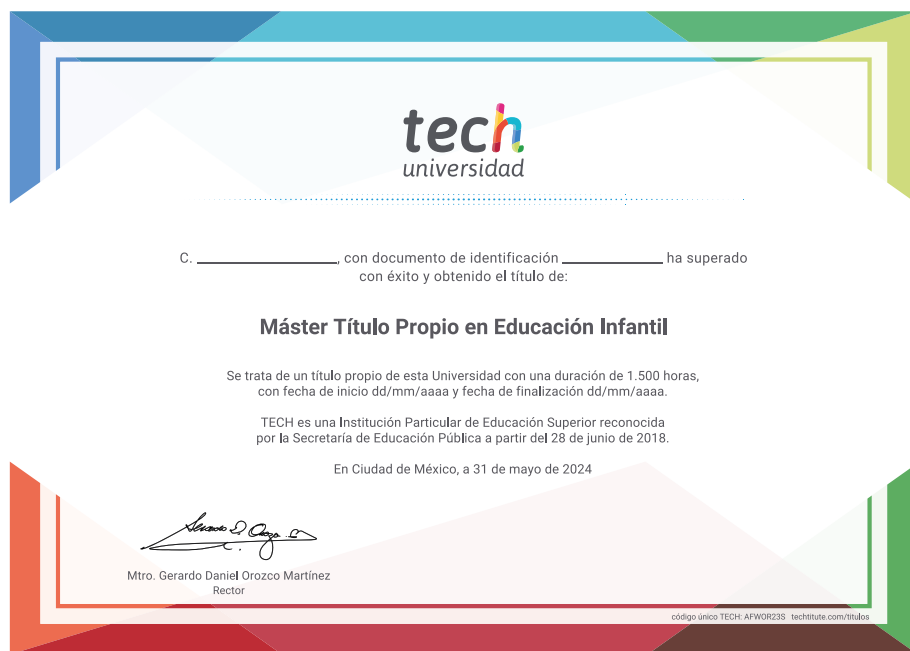 tech
universidad
C. ________________, con documento de identificación ____________ ha superado
con éxito y obtenido el título de:
Máster Título Propio en Educación Infantil
Se trata de un título propio de esta Universidad con una duración de 1.500 horas,
con fecha de inicio dd/mm/aaaa y fecha de finalización dd/mm/aaaa.
TECH es una Institución Particular de Educación Superior reconocida
por la Secretaría de Educación Pública a partir del 28 de junio de 2018.
En Ciudad de México, a 31 de mayo de 2024
Mtro. Gerardo Daniel Orozco Martínez
Rector
código único TECH: AFWOR23S techtitute.com/titulos